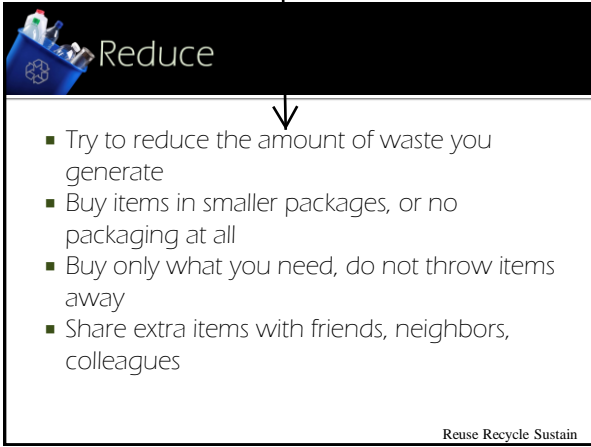 Reduce
▪ Try to reduce the amount of waste you
generate
▪ Buy items in smaller packages, or no
packaging at all
▪ Buy only what you need, do not throw items
away
▪ Share extra items with friends, neighbors,
colleagues
Reuse Recycle Sustain